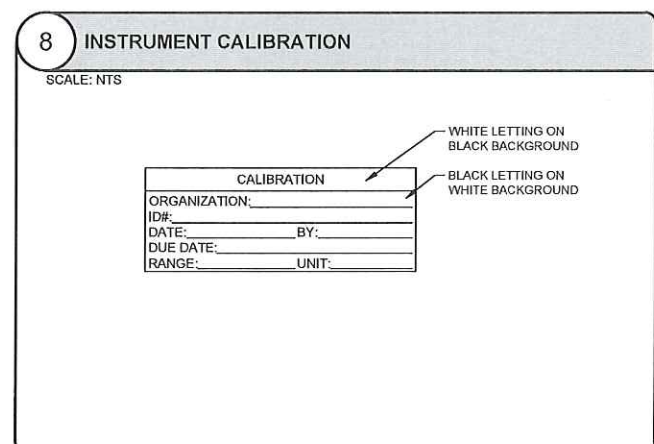 8 INSTRUMENT CALIBRATION
SCALE: NTS
WHITE LETTING ON
BLACK BACKGROUND
BLACK LETTING ON
WHITE BACKGROUND
CALIBRATION
ORGANIZATION:
ID#:
DATE: BY:
DUE DATE:
RANGE: UNIT: